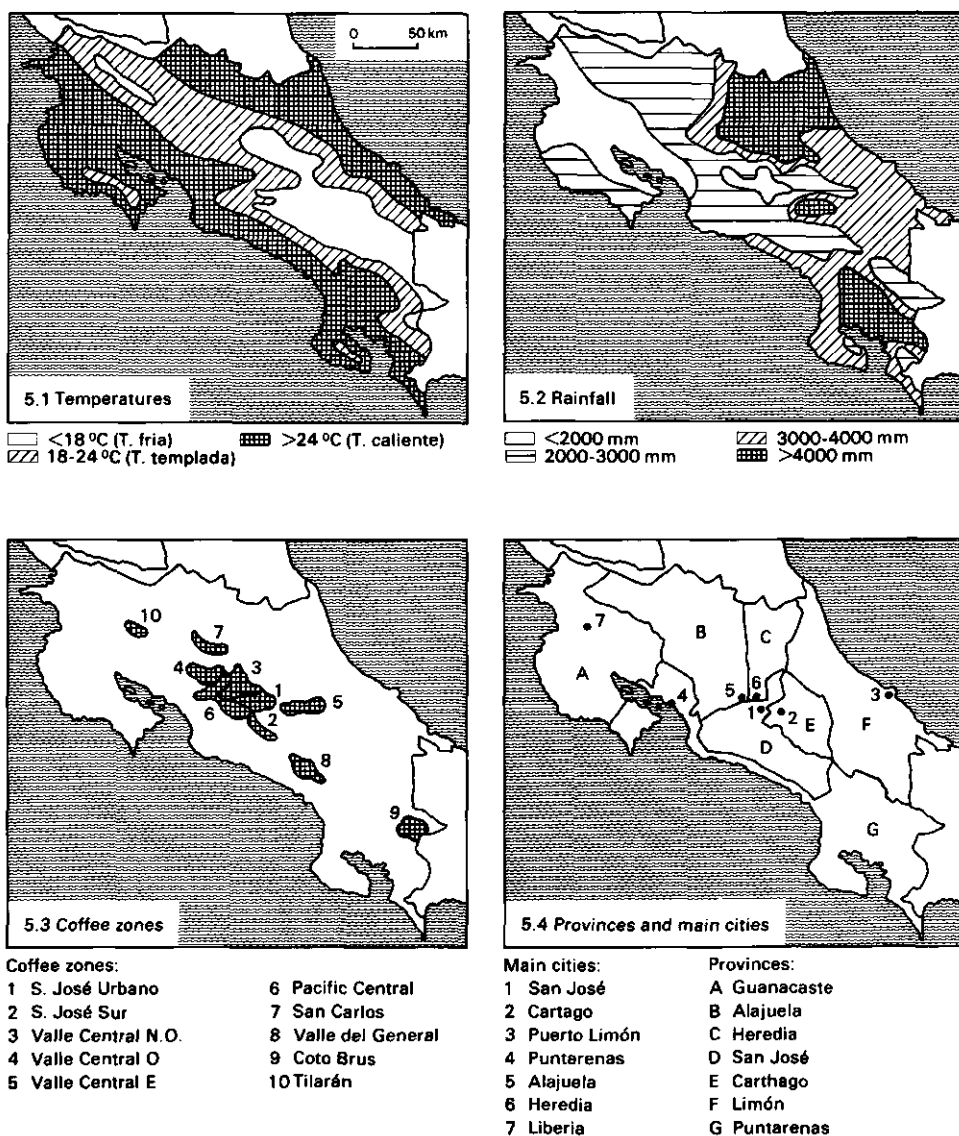 0 50 km
5.1 Temperatures
<18 ºC (T. fria) >24 ºC (T. caliente)
18-24 ºC (T. templada)
5.2 Rainfall
<2000 mm 3000-4000 mm
2000-3000 mm >4000 mm
10
7
4 3
1
5
6 2
8
9
5.3 Coffee zones
7
B
C
A
5 6
4 3
1 2
E
F
D
G
5.4 Provinces and main cities
Coffee zones:
1 S. José Urbano
2 S. José Sur
3 Valle Central N.O.
4 Valle Central O
5 Valle Central E
6 Pacific Central
7 San Carlos
8 Valle del General
9 Coto Brus
10 Tilarán
Main cities:
1 San José
2 Cartago
3 Puerto Limón
4 Puntarenas
5 Alajuela
6 Heredia
7 Liberia
Provinces:
A Guanacaste
B Alajuela
C Heredia
D San José
E Carthago
F Limón
G Puntarenas